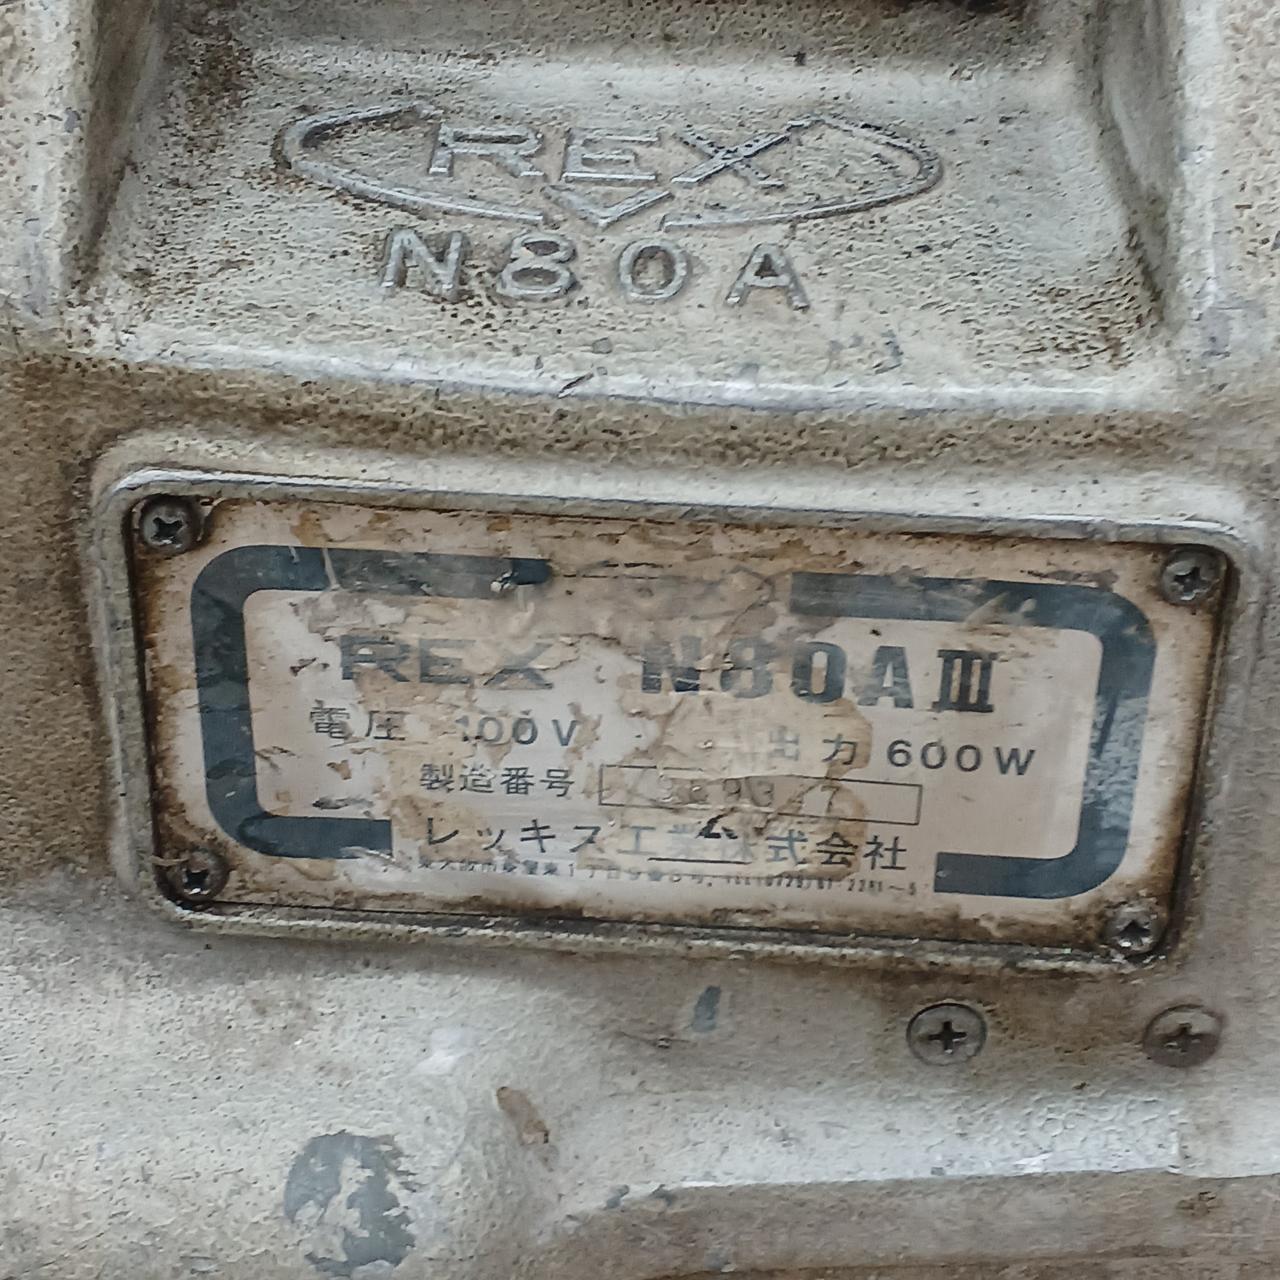 REX
N80A
REX N80AⅢ
電圧 100V 出力 600W
製造番号
レッキス工業株式会社